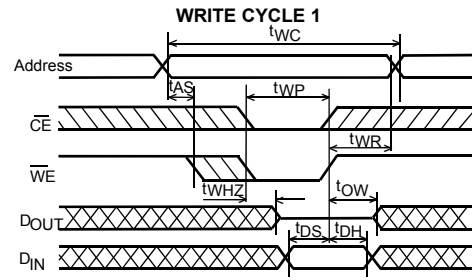 WRITE CYCLE 1
tWC
Address
tAS
tWP
CE
tWR
WE
tWHZ
tOW
DOUT
tDS
tDH
DIN